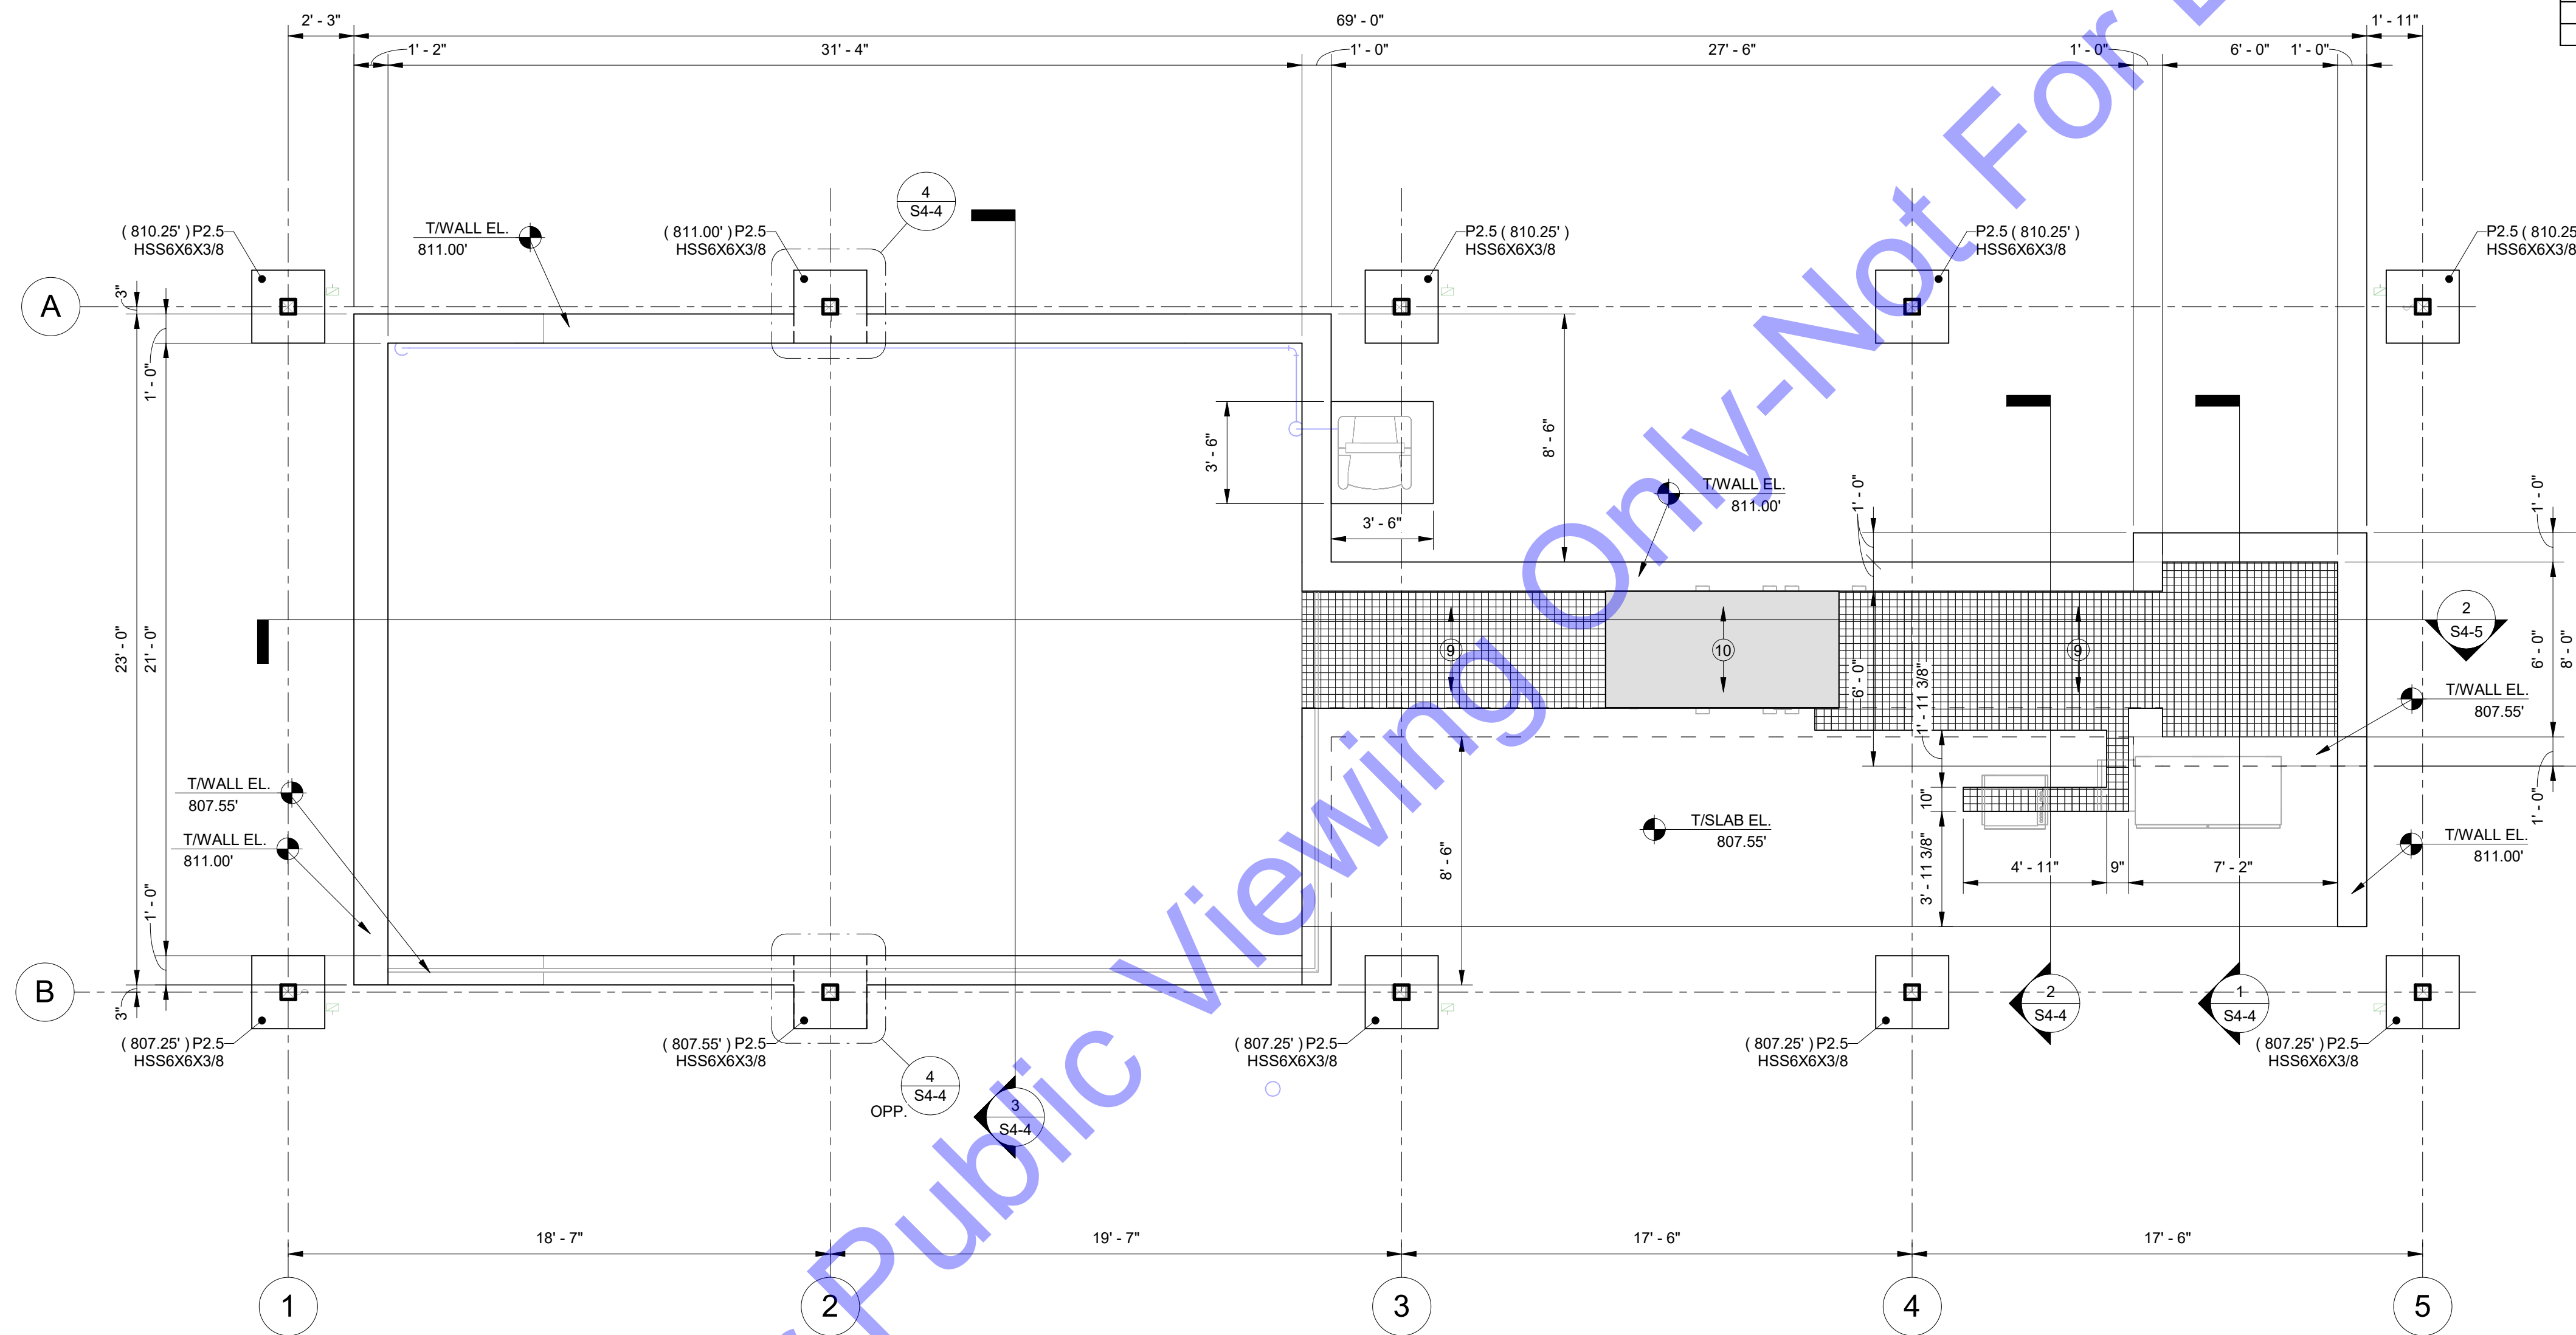 2' - 3"
69' - 0"
1' - 11"
1' - 2"
31' - 4"
1' - 0"
27' - 6"
1' - 0"
6' - 0"
1' - 0"
4
S4-4
( 810.25' ) P2.5
HSS6X6X3/8
T/WALL EL.
811.00'
( 811.00' ) P2.5
HSS6X6X3/8
P2.5 ( 810.25' )
HSS6X6X3/8
P2.5 ( 810.25' )
HSS6X6X3/8
P2.5 ( 810.25
HSS6X6X3/8
A
3"
1' - 0"
3' - 6"
3' - 6"
8' - 6"
T/WALL EL.
811.00'
1' - 0"
1' - 0"
23' - 0"
21' - 0"
9
10
9
2
S4-5
6' - 0"
1' - 11 3/8"
6' - 0"
8' - 0"
T/WALL EL.
807.55'
T/WALL EL.
807.55'
T/WALL EL.
811.00'
8' - 6"
T/SLAB EL.
807.55'
10"
3' - 11 3/8"
4' - 11"
9"
7' - 2"
1' - 0"
T/WALL EL.
811.00'
1' - 0"
B
3"
( 807.25' ) P2.5
HSS6X6X3/8
( 807.55' ) P2.5
HSS6X6X3/8
4
S4-4
OPP.
3
S4-4
( 807.25' ) P2.5
HSS6X6X3/8
( 807.25' ) P2.5
HSS6X6X3/8
2
S4-4
1
S4-4
( 807.25' ) P2.5
HSS6X6X3/8
18' - 7"
19' - 7"
17' - 6"
17' - 6"
1
2
3
4
5
Public Viewing Only-Not For